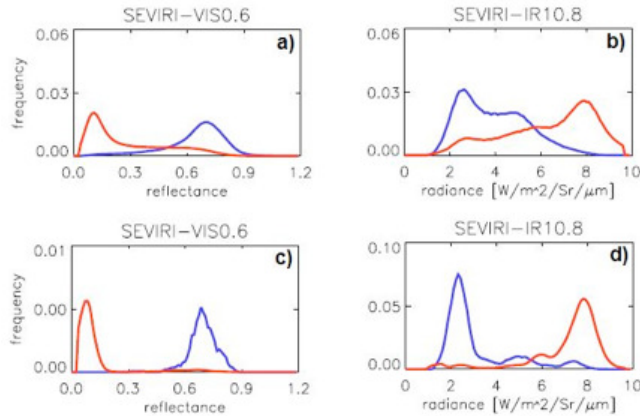 SEVIRI-VIS0.6
a)
frequency
0.06
0.03
0.00
0.0 0.3 0.6 0.9 1.2
reflectance
SEVIRI-IR10.8
b)
0.06
0.03
0.00
0 2 4 6 8 10
radiance [W/m^2/Sr/μm]
SEVIRI-VIS0.6
c)
frequency
0.01
0.00
0.00
0.0 0.3 0.6 0.9 1.2
reflectance
SEVIRI-IR10.8
d)
0.10
0.05
0.00
0 2 4 6 8 10
radiance [W/m^2/Sr/μm]